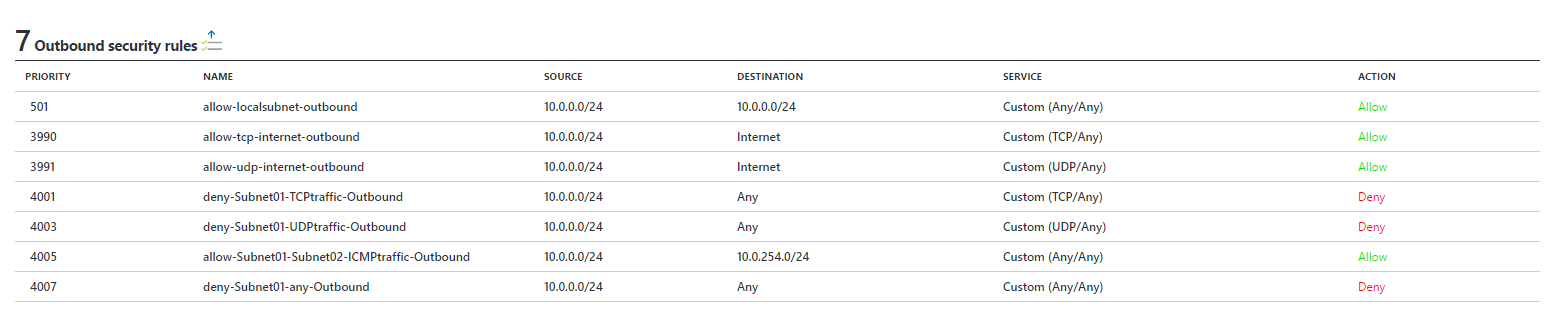 7 Outbound security rules
PRIORITY NAME SOURCE DESTINATION SERVICE ACTION
501 allow-localsubnet-outbound 10.0.0.0/24 10.0.0.0/24 Custom (Any/Any) Allow
3990 allow-tcp-internet-outbound 10.0.0.0/24 Internet Custom (TCP/Any) Allow
3991 allow-udp-internet-outbound 10.0.0.0/24 Internet Custom (UDP/Any) Allow
4001 deny-Subnet01-TCPtraffic-Outbound 10.0.0.0/24 Any Custom (TCP/Any) Deny
4003 deny-Subnet01-UDPtraffic-Outbound 10.0.0.0/24 Any Custom (UDP/Any) Deny
4005 allow-Subnet01-Subnet02-ICMPtraffic-Outbound 10.0.0.0/24 10.0.254.0/24 Custom (Any/Any) Allow
4007 deny-Subnet01-any-Outbound 10.0.0.0/24 Any Custom (Any/Any) Deny